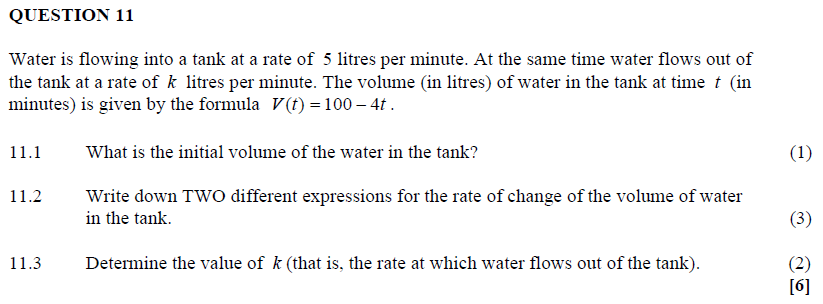 QUESTION 11
Water is flowing into a tank at a rate of 5 litres per minute. At the same time water flows out of
the tank at a rate of k litres per minute. The volume (in litres) of water in the tank at time t (in
minutes) is given by the formula V(t) = 100 – 4t .
11.1 What is the initial volume of the water in the tank? (1)
11.2 Write down TWO different expressions for the rate of change of the volume of water
in the tank. (3)
11.3 Determine the value of k (that is, the rate at which water flows out of the tank). (2)
[6]